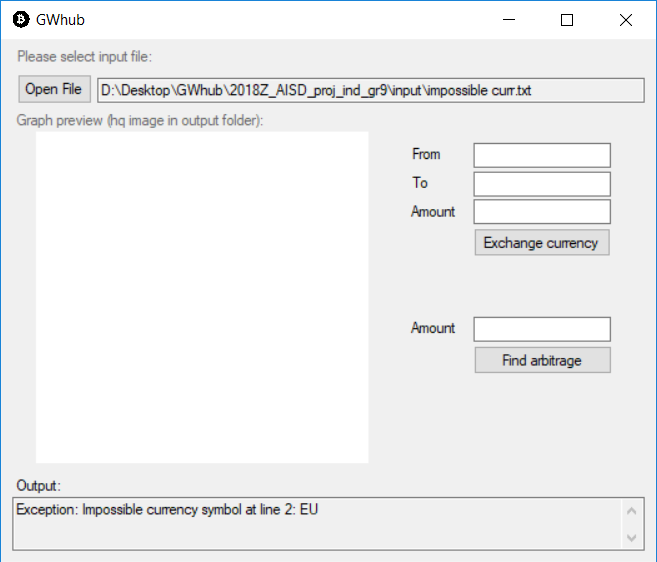 GWhub
Please select input file:
Open File
D:\Desktop\GWhub\2018Z_AISD_proj_ind_gr9\input\impossible curr.txt
Graph preview (hq image in output folder):
From
To
Amount
Exchange currency
Amount
Find arbitrage
Output:
Exception: Impossible currency symbol at line 2: EU